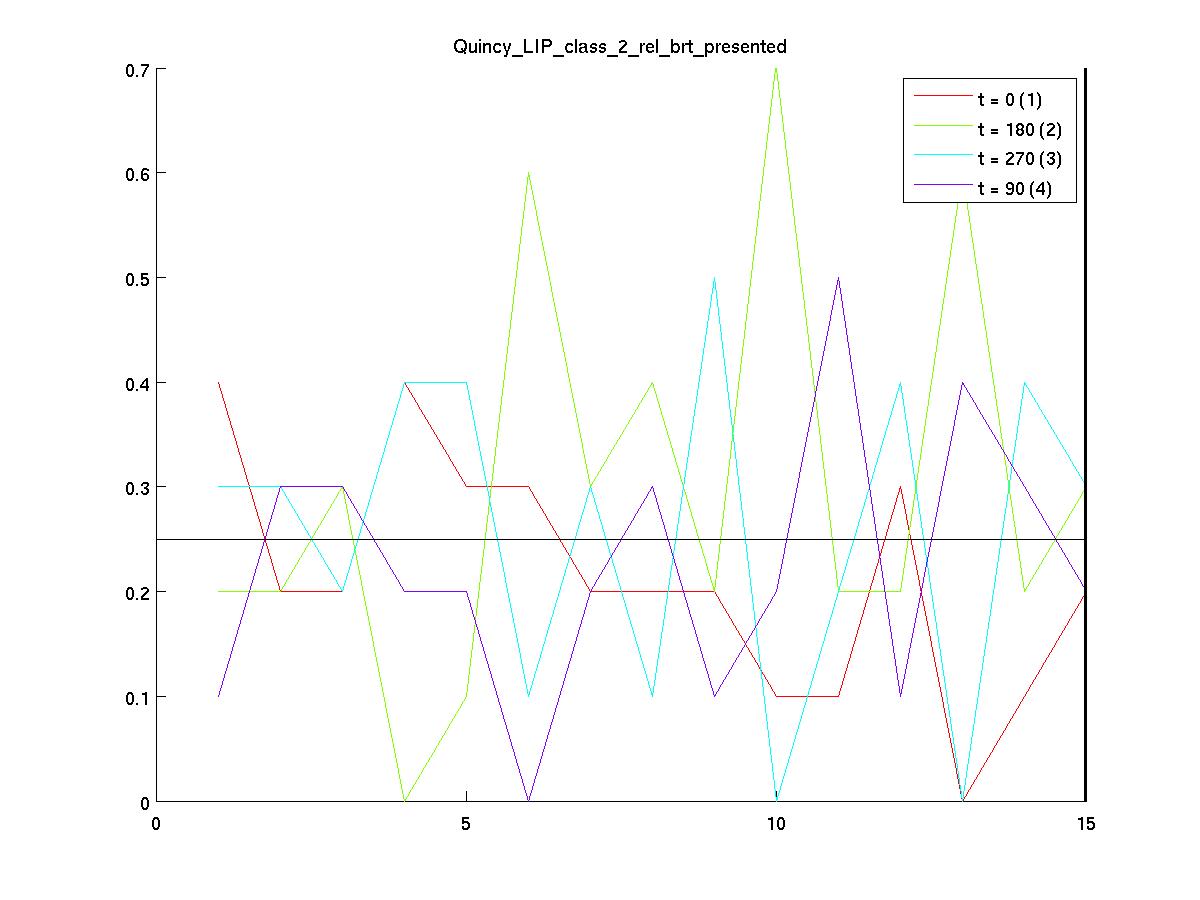 Quincy_LIP_class_2_rel_brt_presented
0.7
0.6
0.5
0.4
0.3
0.2
0.1
0
0
5
10
15
t = 0 (1)
t = 180 (2)
t = 270 (3)
t = 90 (4)